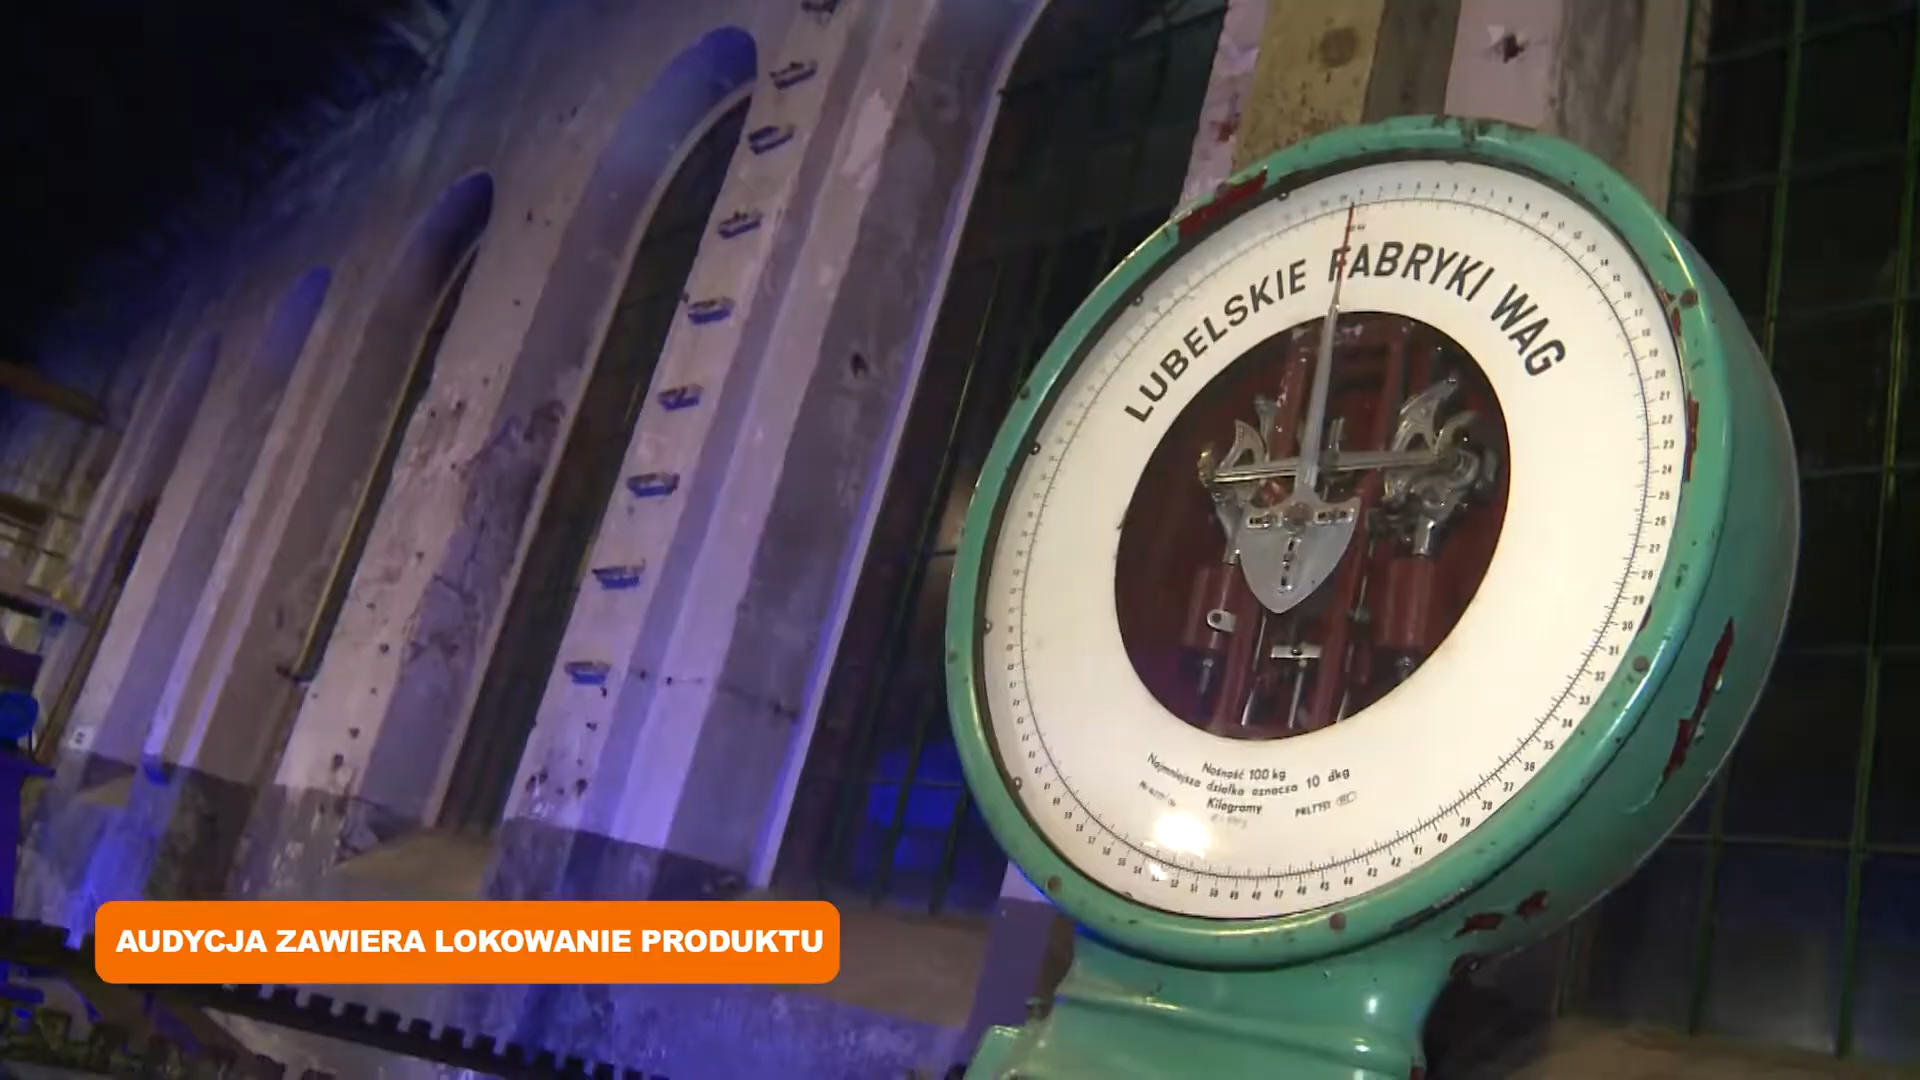 LUBELSKIE FABRYKI WAG
Nośność 100 kg
Najmniejsza działka oznacza 10 dkg
Kilogramy
AUDYCJA ZAWIERA LOKOWANIE PRODUKTU